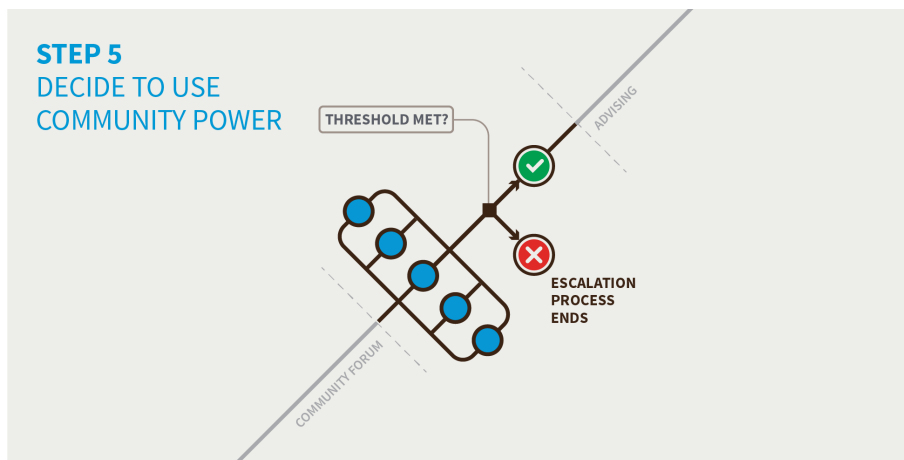 STEP 5
DECIDE TO USE
COMMUNITY POWER
THRESHOLD MET?
ADVISING
ESCALATION
PROCESS
ENDS
COMMUNITY FORUM